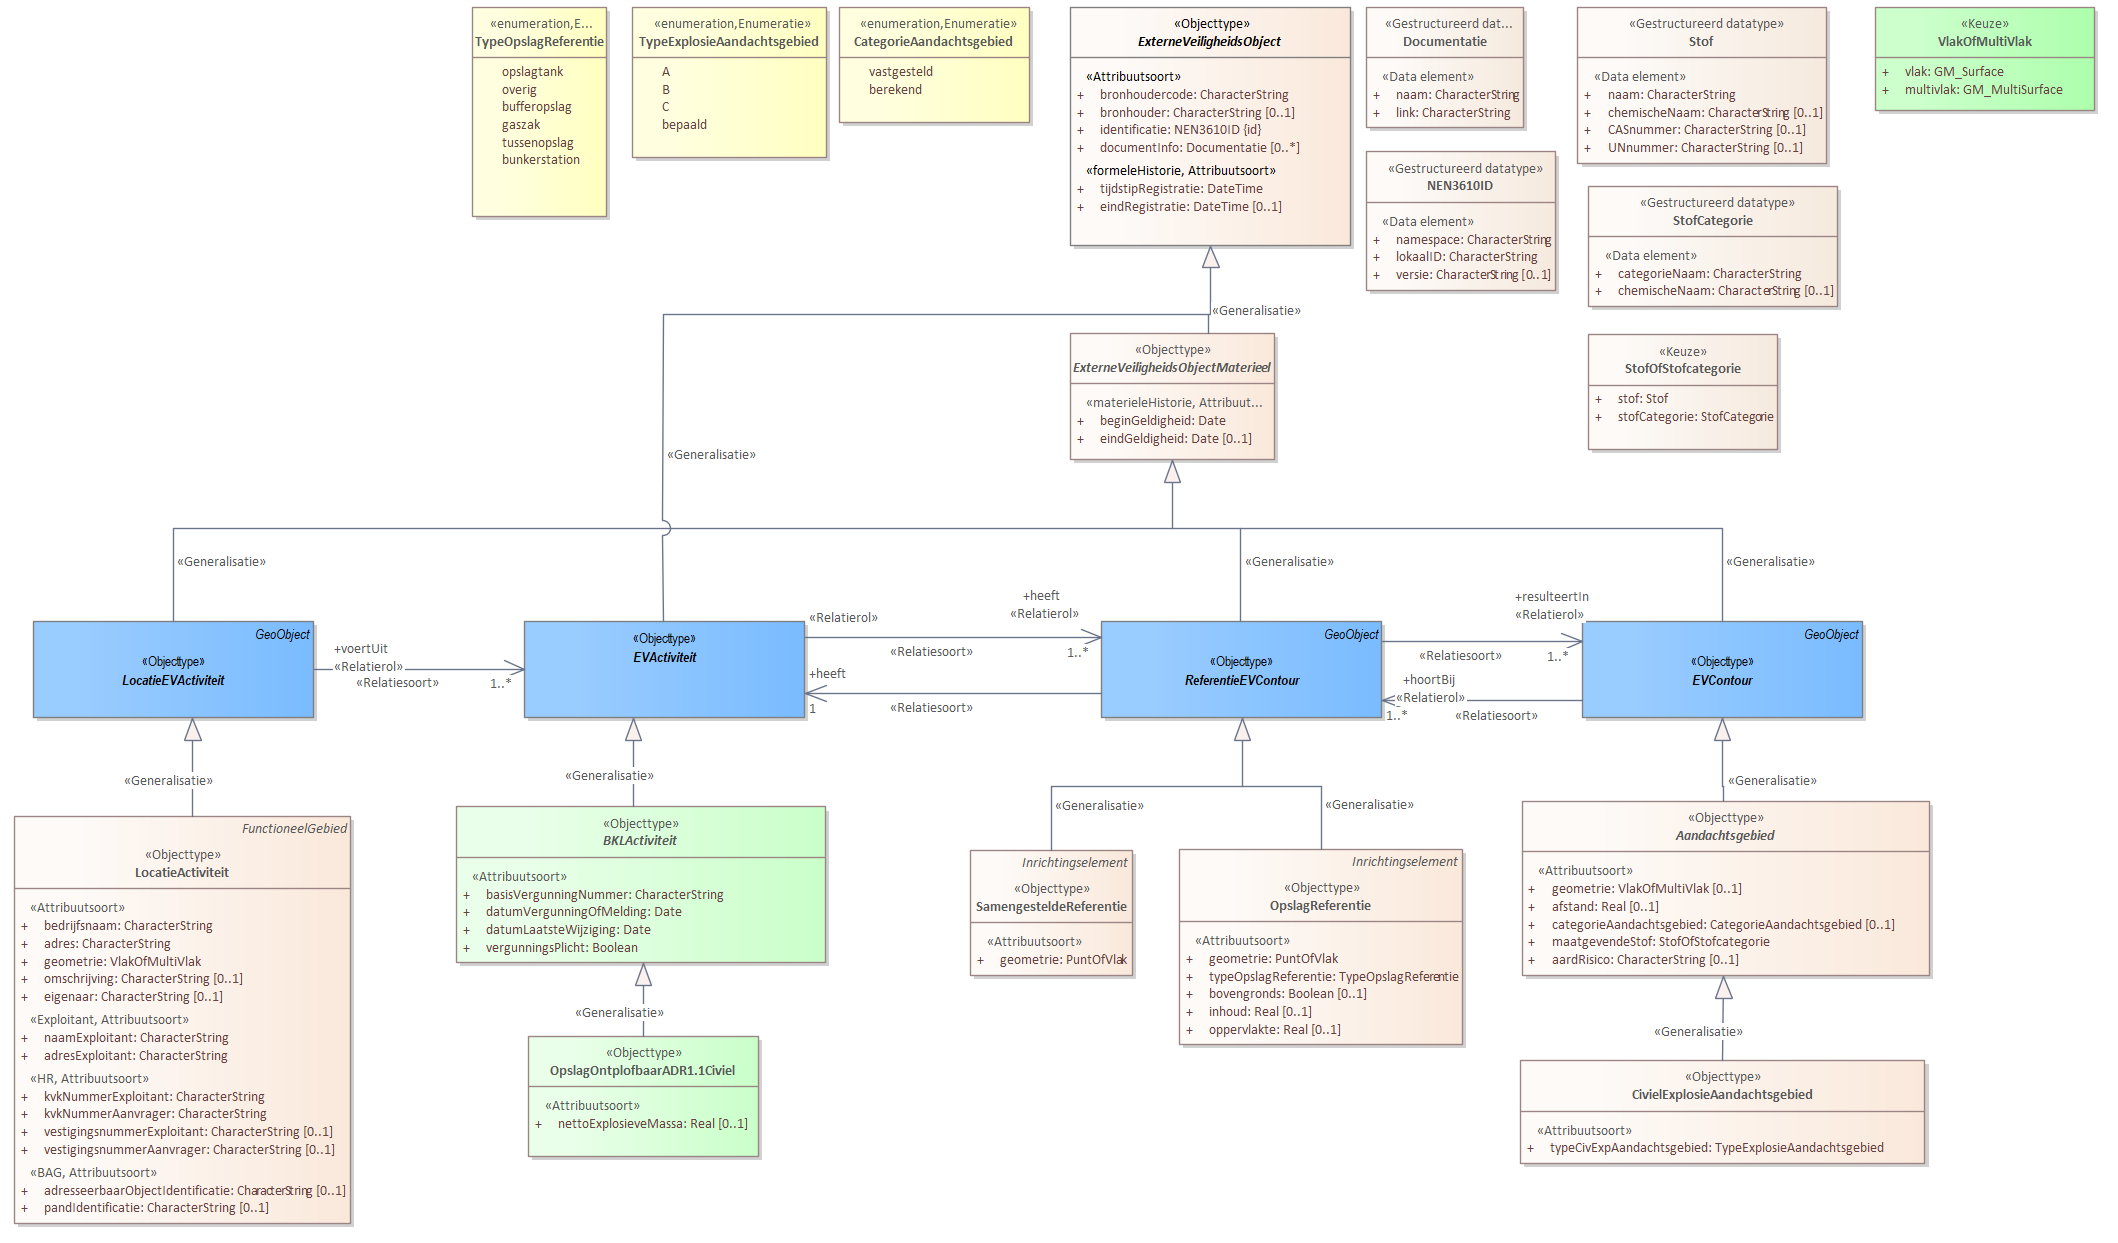 «enumeration,E...
TypeOpslagReferentie
opslagtank
overig
bufferopslag
gaszak
tussenopslag
bunkerstation
«enumeration,Enumeratie»
TypeExplosieAandachtsgebied
A
B
C
bepaald
«enumeration,Enumeratie»
CategorieAandachtsgebied
vastgesteld
berekend
«Objecttype»
ExterneVeiligheidsObject
«Attribuutsoort»
+ bronhoudercode: CharacterString
+ bronhouder: CharacterString [0..1]
+ identificatie: NEN3610ID {id}
+ documentInfo: Documentatie [0..*]
«formeleHistorie, Attribuutsoort»
+ tijdstipRegistratie: DateTime
+ eindRegistratie: DateTime [0..1]
«Gestructureerd dat...
Documentatie
«Data element»
+ naam: CharacterString
+ link: CharacterString
«Gestructureerd datatype»
NEN3610ID
«Data element»
+ namespace: CharacterString
+ lokaalID: CharacterString
+ versie: CharacterString [0..1]
«Gestructureerd datatype»
Stof
«Data element»
+ naam: CharacterString
+ chemischeNaam: CharacterString [0..1]
+ CASnummer: CharacterString [0..1]
+ UNnummer: CharacterString [0..1]
«Gestructureerd datatype»
StofCategorie
«Data element»
+ categorieNaam: CharacterString
+ chemischeNaam: CharacterString [0..1]
«Keuze»
StofOfStofcategorie
+ stof: Stof
+ stofCategorie: StofCategorie
«Keuze»
VlakOfMultiVlak
+ vlak: GM_Surface
+ multivlak: GM_MultiSurface
«Generalisatie»
«Objecttype»
ExterneVeiligheidsObjectMaterieel
«materieleHistorie, Attribuut...
+ beginGeldigheid: Date
+ eindGeldigheid: Date [0..1]
«Generalisatie»
«Generalisatie»
«Generalisatie»
«Generalisatie»
GeoObject
«Objecttype»
LocatieEVActiviteit
+voertUit
«Relatierol»
«Relatiesoort»
1..*
«Objecttype»
EVActiviteit
«Relatierol»
+heeft
«Relatierol»
«Relatiesoort»
1..*
+heeft
1
«Relatiesoort»
GeoObject
«Objecttype»
ReferentieEVContour
+resulteertIn
«Relatierol»
«Relatiesoort»
1..*
+hoortBij
«Relatierol»
1..*
«Relatiesoort»
GeoObject
«Objecttype»
EVContour
«Generalisatie»
FunctioneelGebied
«Objecttype»
LocatieActiviteit
«Attribuutsoort»
+ bedrijfsnaam: CharacterString
+ adres: CharacterString
+ geometrie: VlakOfMultiVlak
+ omschrijving: CharacterString [0..1]
+ eigenaar: CharacterString [0..1]
«Exploitant, Attribuutsoort»
+ naamExploitant: CharacterString
+ adresExploitant: CharacterString
«HR, Attribuutsoort»
+ kvkNummerExploitant: CharacterString
+ kvkNummerAanvrager: CharacterString
+ vestigingsnummerExploitant: CharacterString [0..1]
+ vestigingsnummerAanvrager: CharacterString [0..1]
«BAG, Attribuutsoort»
+ adresseerbaarObjectIdentificatie: CharacterString [0..1]
+ pandIdentificatie: CharacterString [0..1]
«Generalisatie»
«Objecttype»
BKLActiviteit
«Attribuutsoort»
+ basisVergunningNummer: CharacterString
+ datumVergunningOfMelding: Date
+ datumLaatsteWijziging: Date
+ vergunningsPlicht: Boolean
«Generalisatie»
«Objecttype»
OpslagOntplofbaarADR1.1Civiel
«Attribuutsoort»
+ nettoExplosieveMassa: Real [0..1]
«Generalisatie»
«Generalisatie»
Inrichtingselement
«Objecttype»
SamengesteldeReferentie
«Attribuutsoort»
+ geometrie: PuntOfVlak
Inrichtingselement
«Objecttype»
OpslagReferentie
«Attribuutsoort»
+ geometrie: PuntOfVlak
+ typeOpslagReferentie: TypeOpslagReferentie
+ bovengronds: Boolean [0..1]
+ inhoud: Real [0..1]
+ oppervlakte: Real [0..1]
«Generalisatie»
«Objecttype»
Aandachtsgebied
«Attribuutsoort»
+ geometrie: VlakOfMultiVlak [0..1]
+ afstand: Real [0..1]
+ categorieAandachtsgebied: CategorieAandachtsgebied [0..1]
+ maatgevendeStof: StofOfStofcategorie
+ aardRisico: CharacterString [0..1]
«Generalisatie»
«Objecttype»
CivielExplosieAandachtsgebied
«Attribuutsoort»
+ typeCivExpAandachtsgebied: TypeExplosieAandachtsgebied